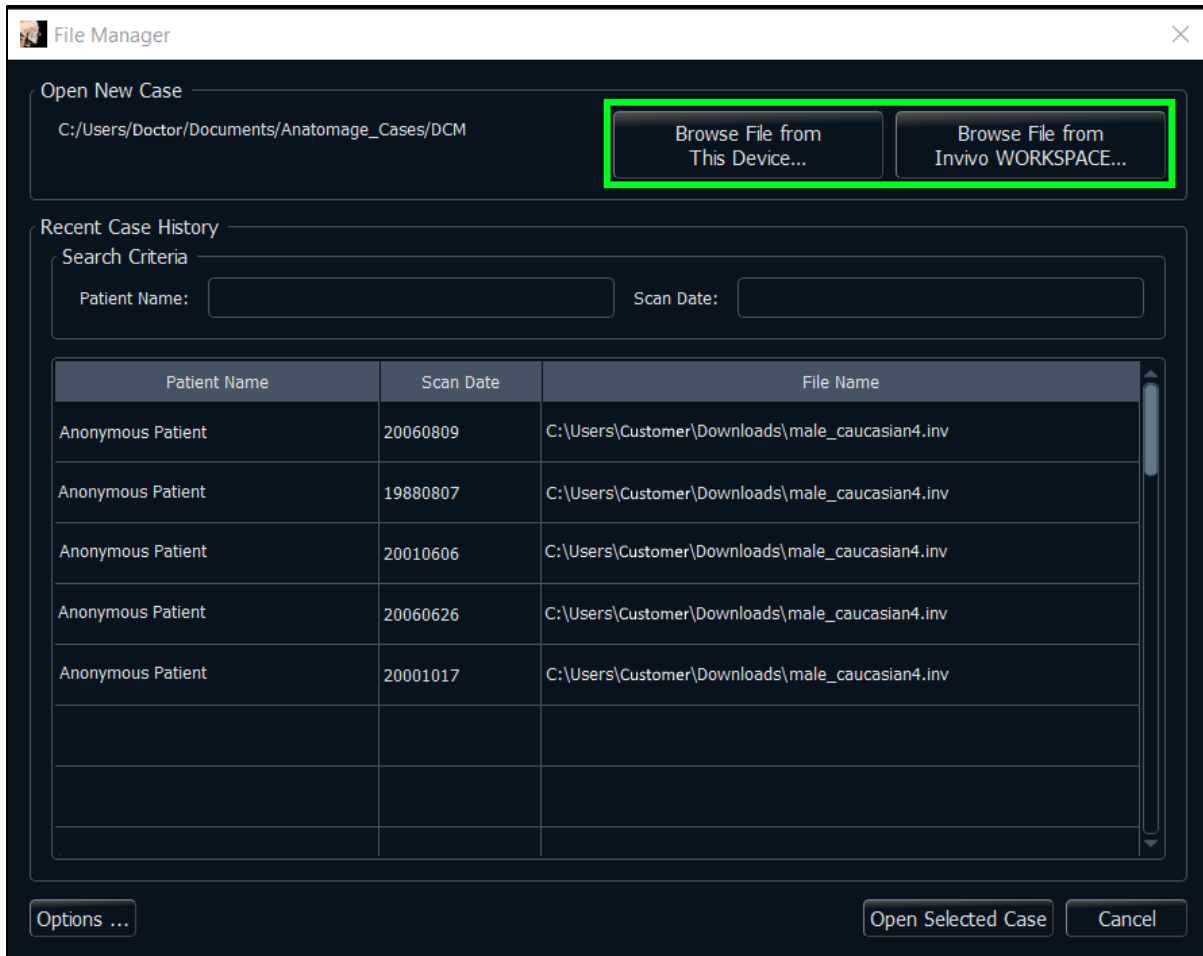 File Manager
Open New Case
C:/Users/Doctor/Documents/Anatomage_Cases/DCM
Browse File from
This Device...
Browse File from
Invivo WORKSPACE...
Recent Case History
Search Criteria
Patient Name:
Scan Date:
Patient Name Scan Date File Name
Anonymous Patient 20060809 C:\Users\Customer\Downloads\male_caucasian4.inv
Anonymous Patient 19880807 C:\Users\Customer\Downloads\male_caucasian4.inv
Anonymous Patient 20010606 C:\Users\Customer\Downloads\male_caucasian4.inv
Anonymous Patient 20060626 C:\Users\Customer\Downloads\male_caucasian4.inv
Anonymous Patient 20001017 C:\Users\Customer\Downloads\male_caucasian4.inv
Options ...
Open Selected Case
Cancel